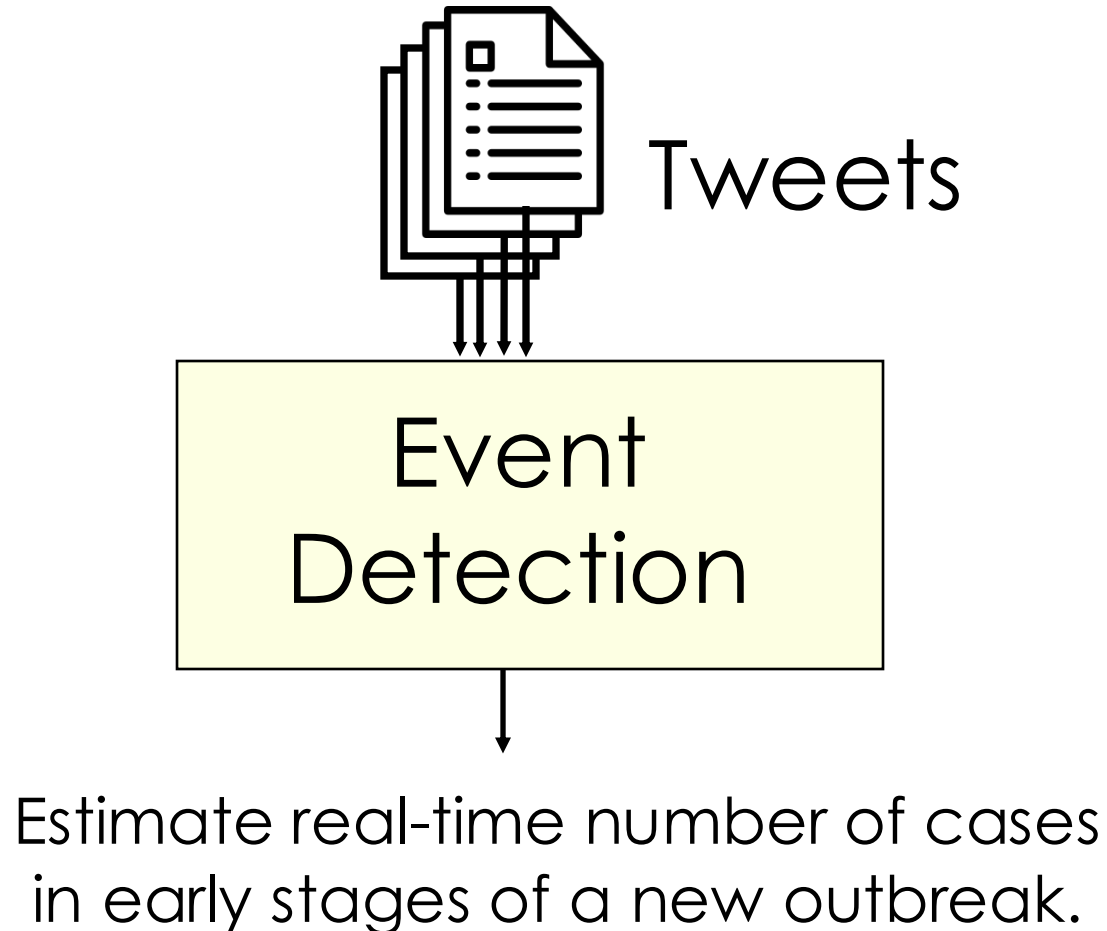 Tweets
Event
Detection
Estimate real-time number of cases
in early stages of a new outbreak.